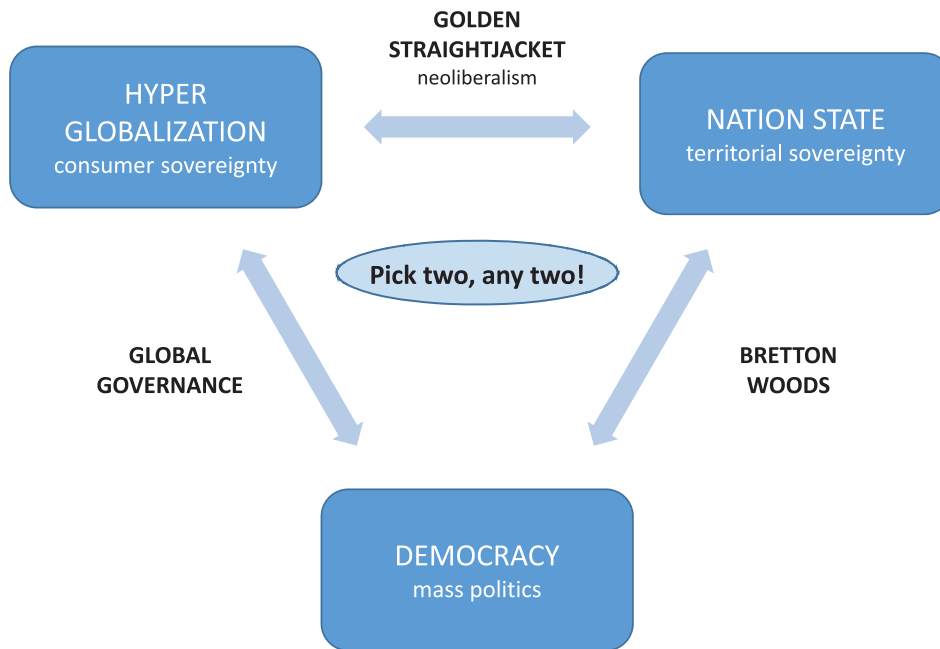 GOLDEN
STRAIGHTJACKET
neoliberalism
HYPER
GLOBALIZATION
consumer sovereignty
NATION STATE
territorial sovereignty
Pick two, any two!
GLOBAL
GOVERNANCE
BRETTON
WOODS
DEMOCRACY
mass politics